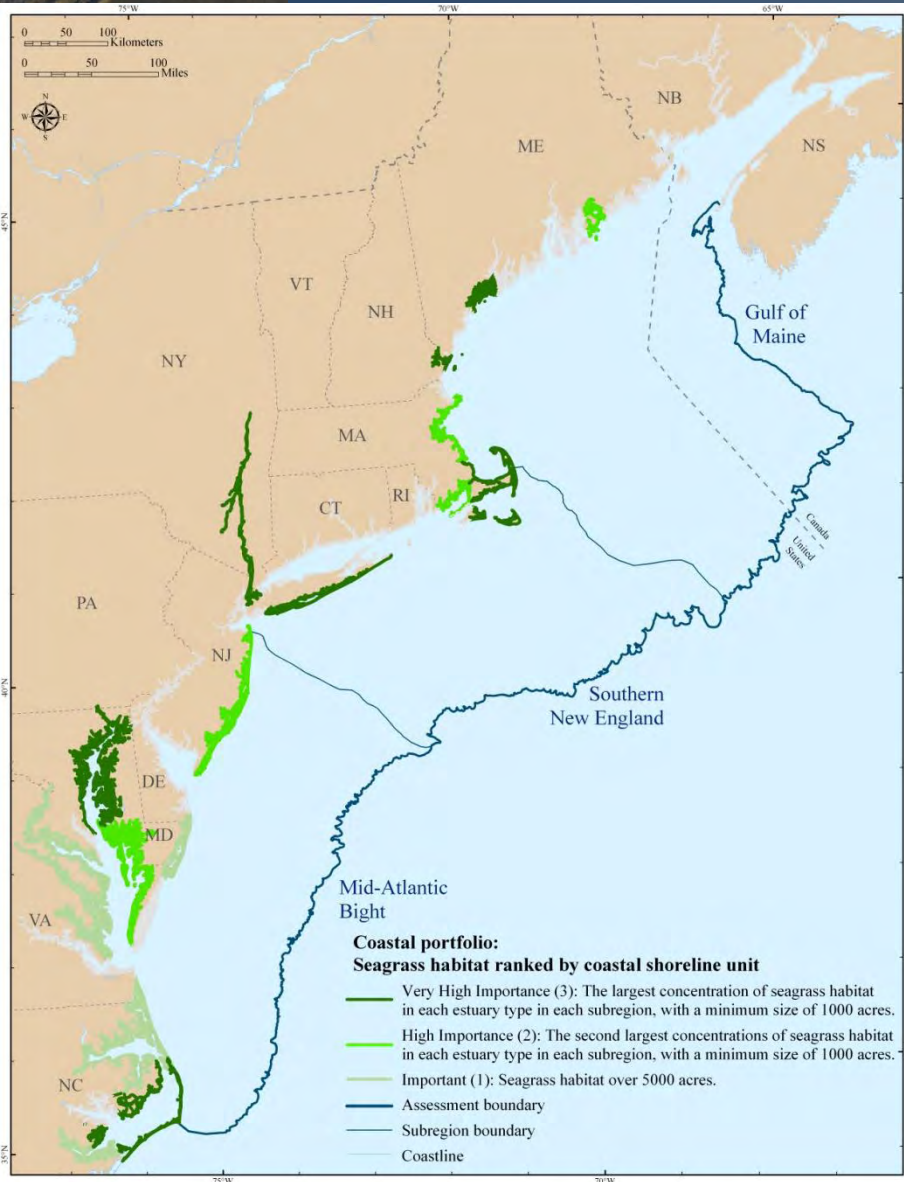 75°W
70°W
65°W
0 50 100
Kilometers
0 50 100
Miles
N
W E
S
NB
ME
NS
45°N
VT
NH
Gulf of
Maine
NY
MA
CT
RI
Canada
United
States
PA
NJ
40°N
Southern
New England
DE
MD
Mid-Atlantic
Bight
VA
Coastal portfolio:
Seagrass habitat ranked by coastal shoreline unit
Very High Importance (3): The largest concentration of seagrass habitat
in each estuary type in each subregion, with a minimum size of 1000 acres.
High Importance (2): The second largest concentrations of seagrass habitat
in each estuary type in each subregion, with a minimum size of 1000 acres.
Important (1): Seagrass habitat over 5000 acres.
NC
Assessment boundary
Subregion boundary
Coastline
35°N
75°W
70°W